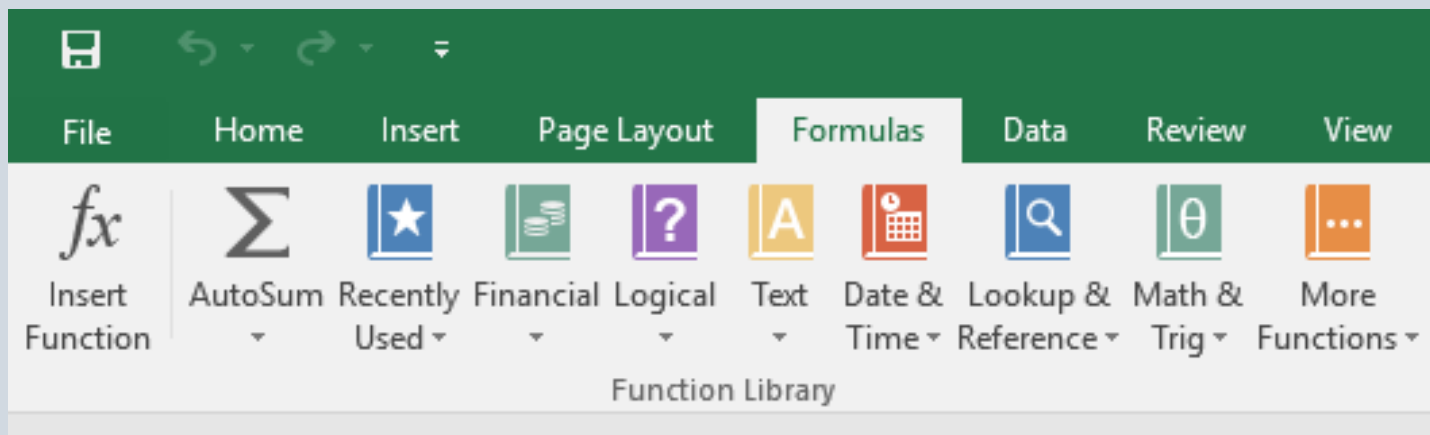 File Home Insert Page Layout Formulas Data Review View
fx Σ ? A θ
Insert AutoSum Recently Financial Logical Text Date & Lookup & Math & More
Function Used Time Reference Trig Functions
Function Library